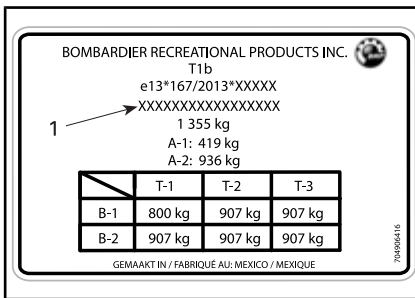 BOMBARDIER RECREATIONAL PRODUCTS INC.
T1b
e13*167/2013*XXXXX
XXXXXXXXXXXXXXXXX
1
1 355 kg
A-1: 419 kg
A-2: 936 kg
T-1 T-2 T-3
B-1 800 kg 907 kg 907 kg
B-2 907 kg 907 kg 907 kg
GEMAAKT IN / FABRIQUÉ AU: MEXICO / MEXIQUE
704906416